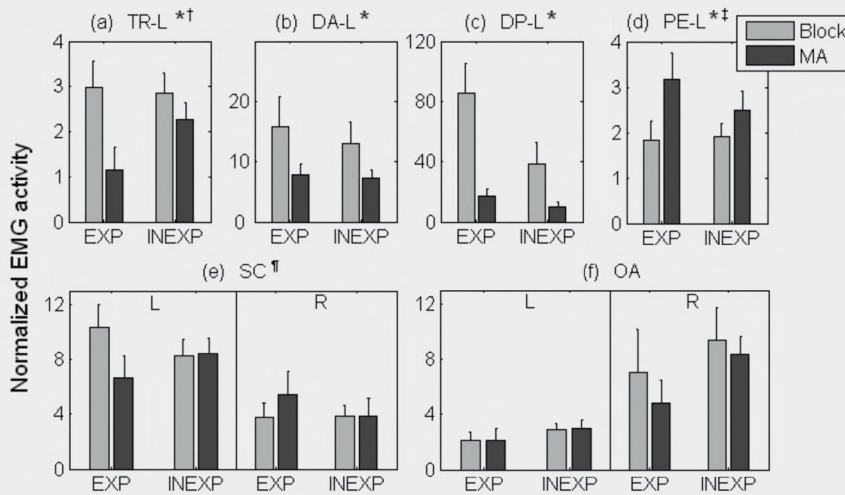 (a) TR-L *† (b) DA-L * (c) DP-L * (d) PE-L *‡
Block
MA
4 3 2 1 0
20 10 0
120 80 40 0
4 3 2 1 0
EXP INEXP EXP INEXP EXP INEXP EXP INEXP
Normalized EMG activity
(e) SC ¶ (f) OA
L R L R
12 8 4 0
12 8 4 0
EXP INEXP EXP INEXP EXP INEXP EXP INEXP